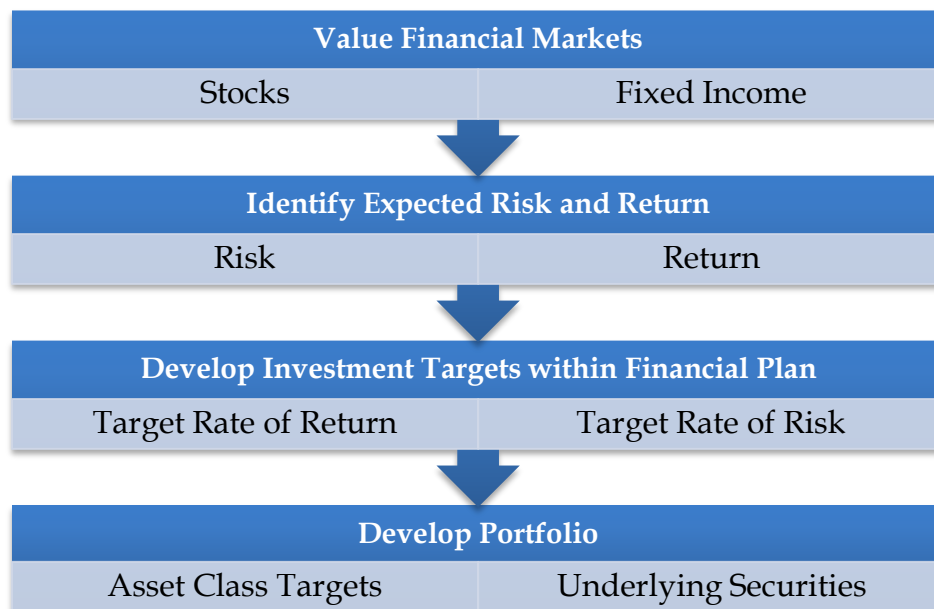 Value Financial Markets
Stocks Fixed Income
Identify Expected Risk and Return
Risk Return
Develop Investment Targets within Financial Plan
Target Rate of Return Target Rate of Risk
Develop Portfolio
Asset Class Targets Underlying Securities